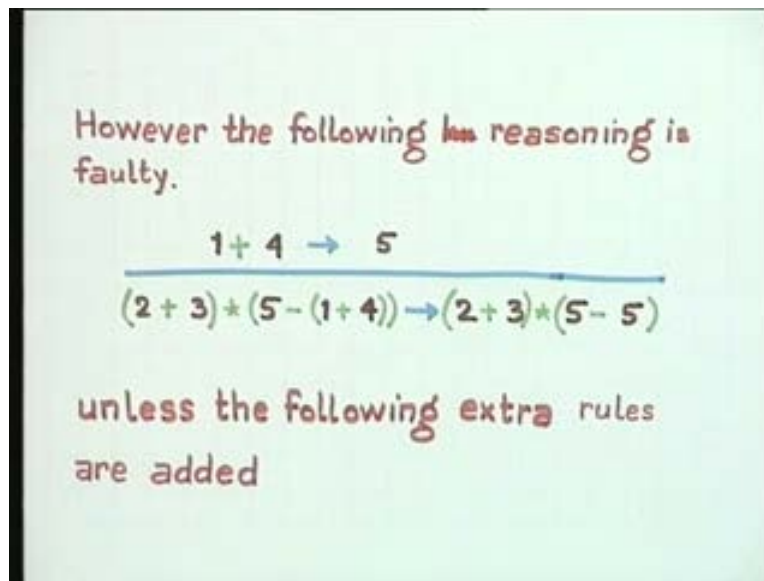 However the following reasoning is
faulty.
1 + 4 → 5
(2 + 3) * (5 - (1 + 4)) → (2 + 3) * (5 - 5)
unless the following extra rules
are added